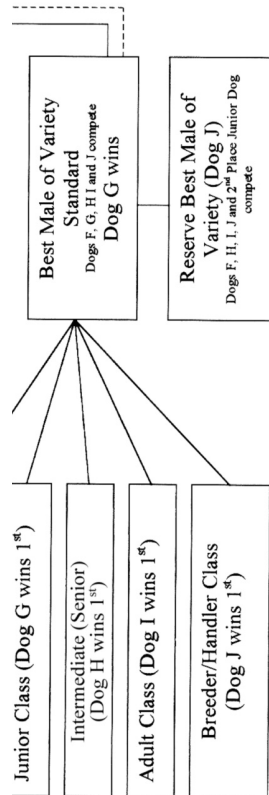 Best Male of Variety
Standard
Dogs F, G, H I and J compete
Dog G wins
Reserve Best Male of
Variety (Dog J)
Dogs F, H, I, J and 2nd Place Junior Dog
compete
Junior Class (Dog G wins 1st)
Intermediate (Senior)
(Dog H wins 1st)
Adult Class (Dog I wins 1st)
Breeder/Handler Class
(Dog J wins 1st)